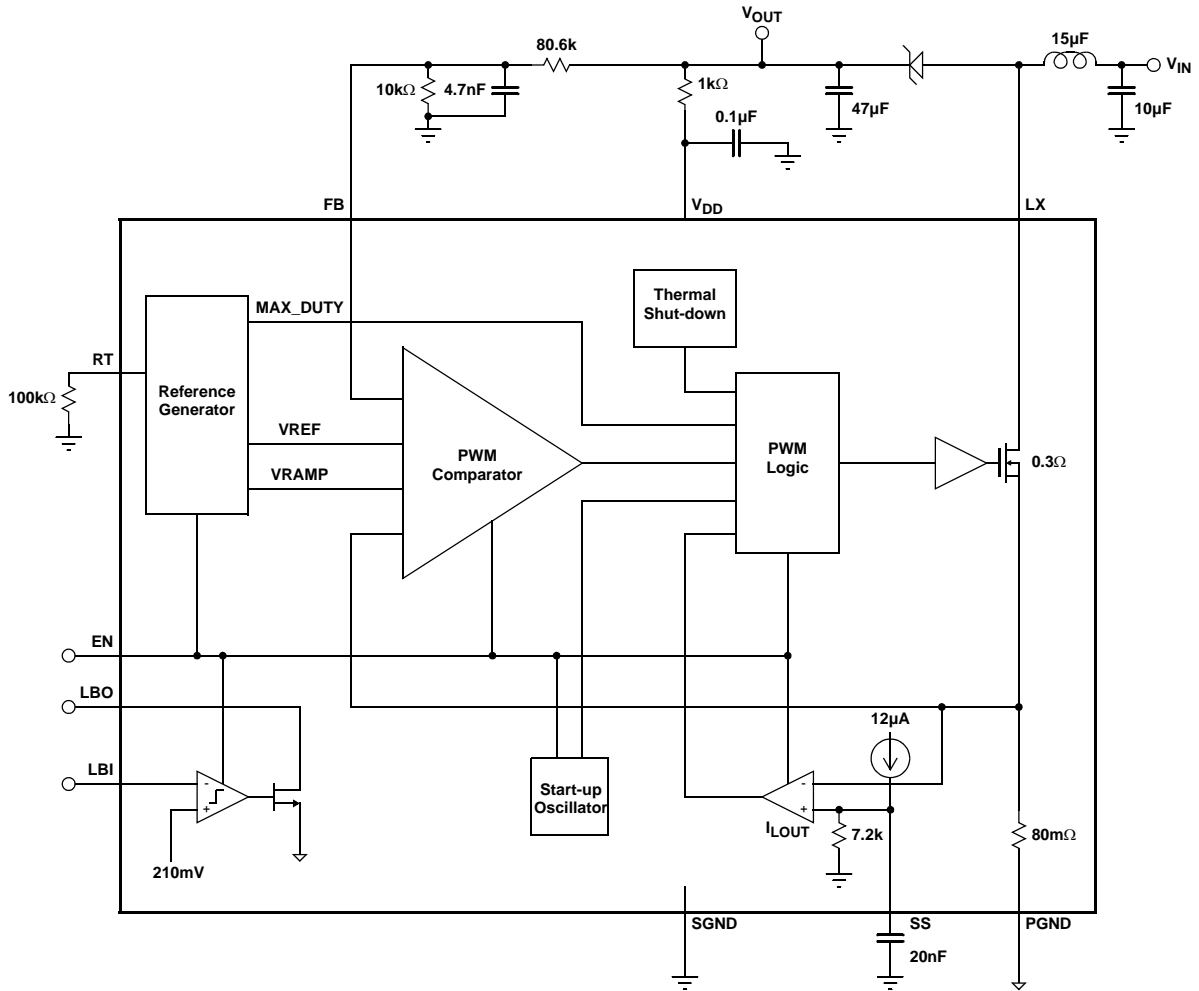 VOUT
80.6k
15µF
VIN
10kΩ
4.7nF
1kΩ
0.1µF
47µF
10µF
FB
VDD
LX
Thermal
Shut-down
MAX_DUTY
RT
100kΩ
Reference
Generator
VREF
VRAMP
PWM
Comparator
PWM
Logic
0.3Ω
EN
LBO
LBI
-
+
210mV
Start-up
Oscillator
12µA
-
+
ILOUT
7.2k
80mΩ
SGND
SS
PGND
20nF